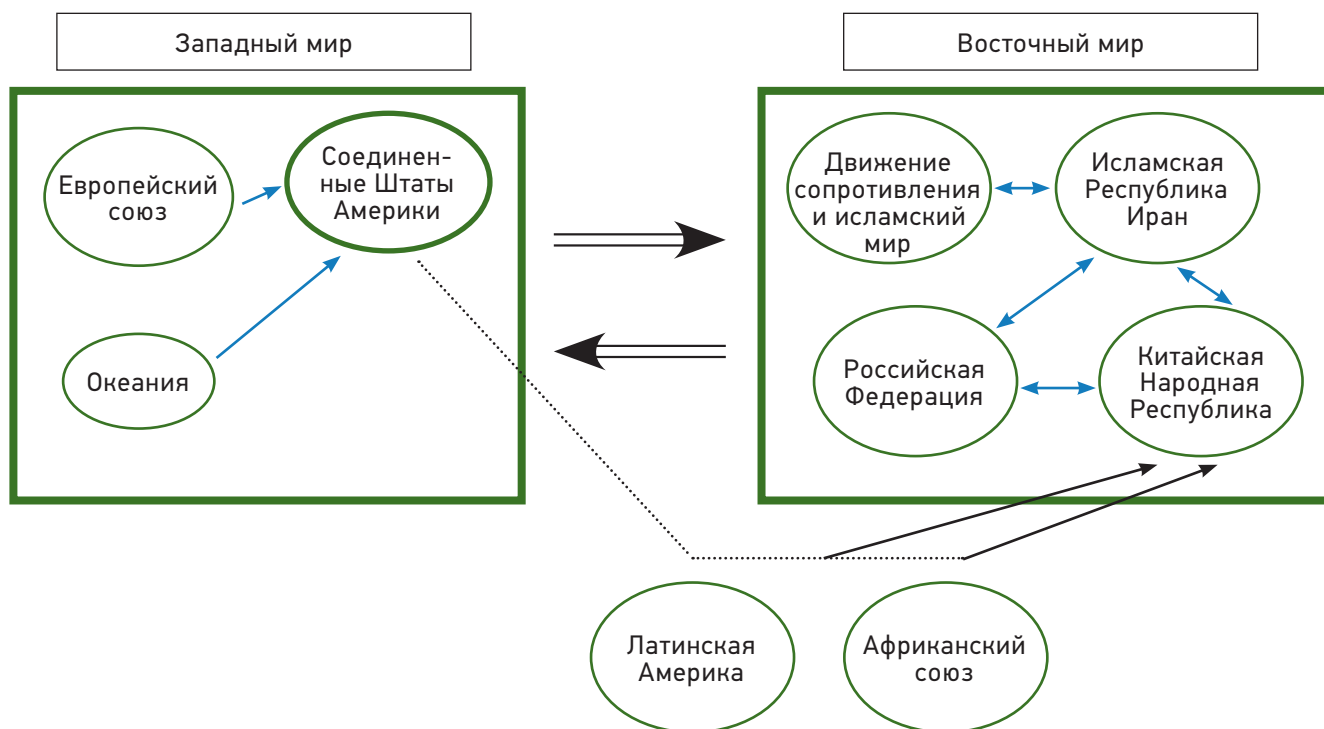 Западный мир
Восточный мир
Европейский
союз
Соединен-
ные Штаты
Америки
Океания
Движение
сопротивления
и исламский
мир
Исламская
Республика
Иран
Российская
Федерация
Китайская
Народная
Республика
Латинская
Америка
Африканский
союз